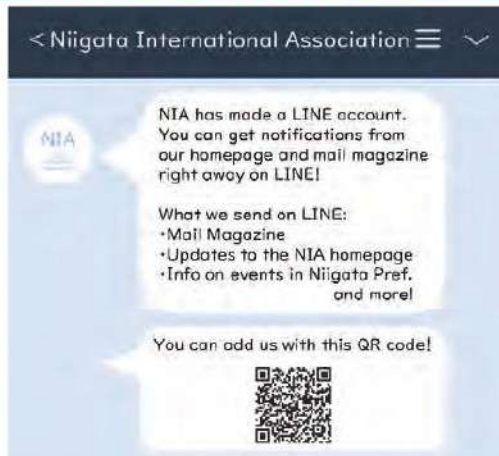 < Niigata International Association
NIA
NIA has made a LINE account.
You can get notifications from
our homepage and mail magazine
right away on LINE!
What we send on LINE:
・Mail Magazine
・Updates to the NIA homepage
・Info on events in Niigata Pref.
and more!
You can add us with this QR code!